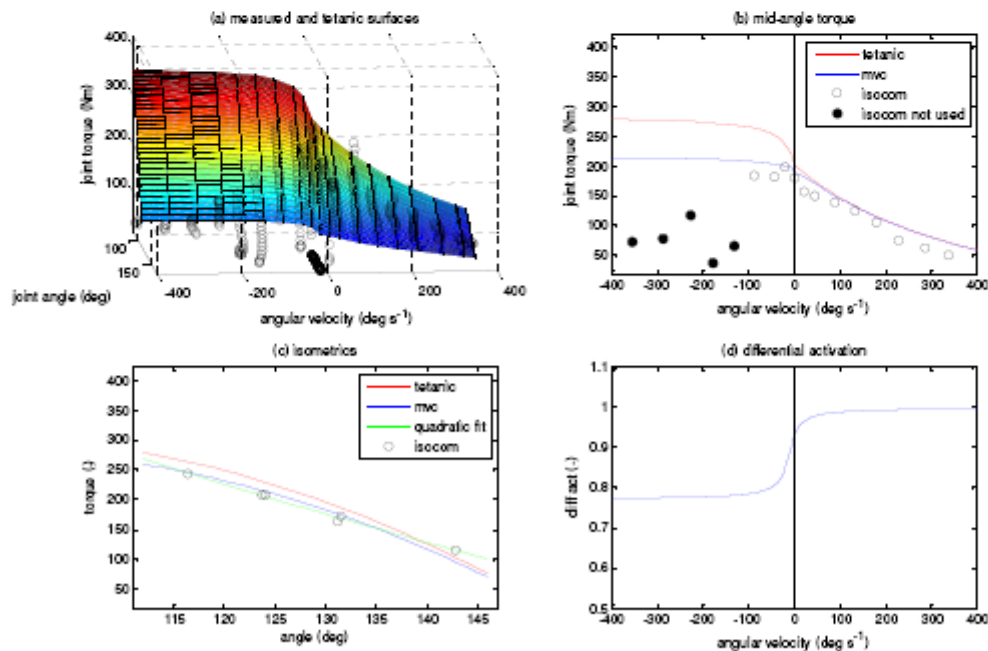 (a) measured and tetanic surfaces
400.
300.
200.
100.
joint torque (Nm)
100
150
joint angle (deg)
-400
-200
0
200
400
angular velocity (deg s⁻¹)
(b) mid-angle torque
400
350
300
250
200
150
100
50
joint torque (Nm)
tetanic
mvc
isocom
isocom not used
-400 -300 -200 -100 0 100 200 300 400
angular velocity (deg s⁻¹)
(c) isometrics
400
350
300
250
200
150
100
50
torque (.)
tetanic
mvc
quadratic fit
isocom
115 120 125 130 135 140 145
angle (deg)
(d) differential activation
1.1
1
0.9
0.8
0.7
0.6
0.5
diff act (-)
-400 -300 -200 -100 0 100 200 300 400
angular velocity (deg s⁻¹)